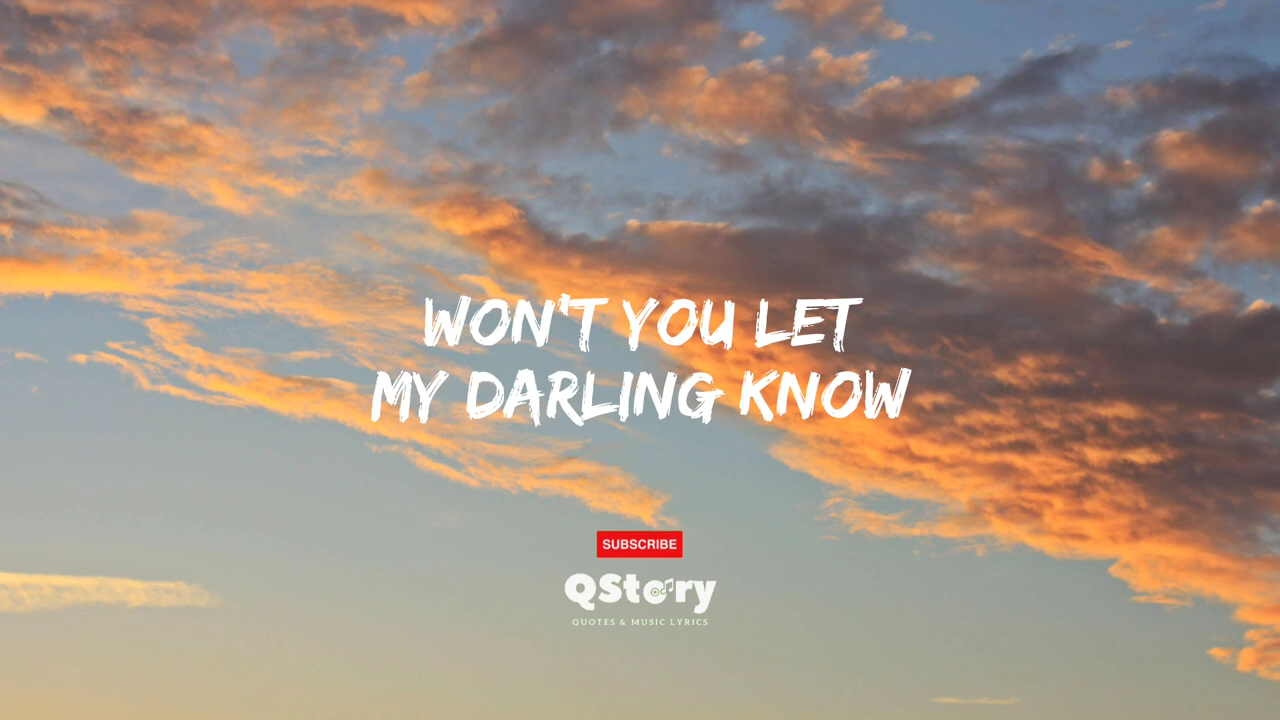 WON'T YOU LET
MY DARLING KNOW
SUBSCRIBE
QStory
QUOTES & MUSIC LYRICS